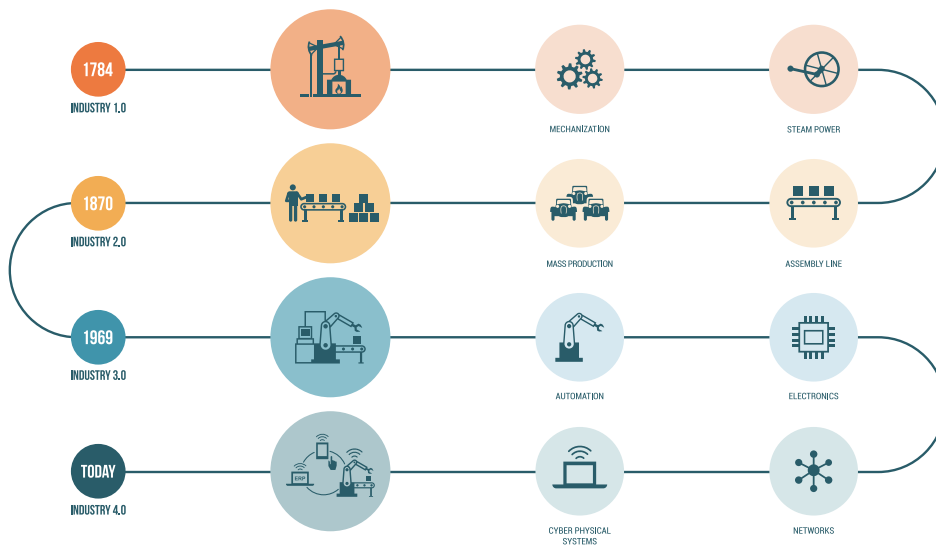 1784
INDUSTRY 1.0
MECHANIZATION
STEAM POWER
1870
INDUSTRY 2.0
MASS PRODUCTION
ASSEMBLY LINE
1969
INDUSTRY 3.0
AUTOMATION
ELECTRONICS
TODAY
INDUSTRY 4.0
ERP
CYBER PHYSICAL
SYSTEMS
NETWORKS